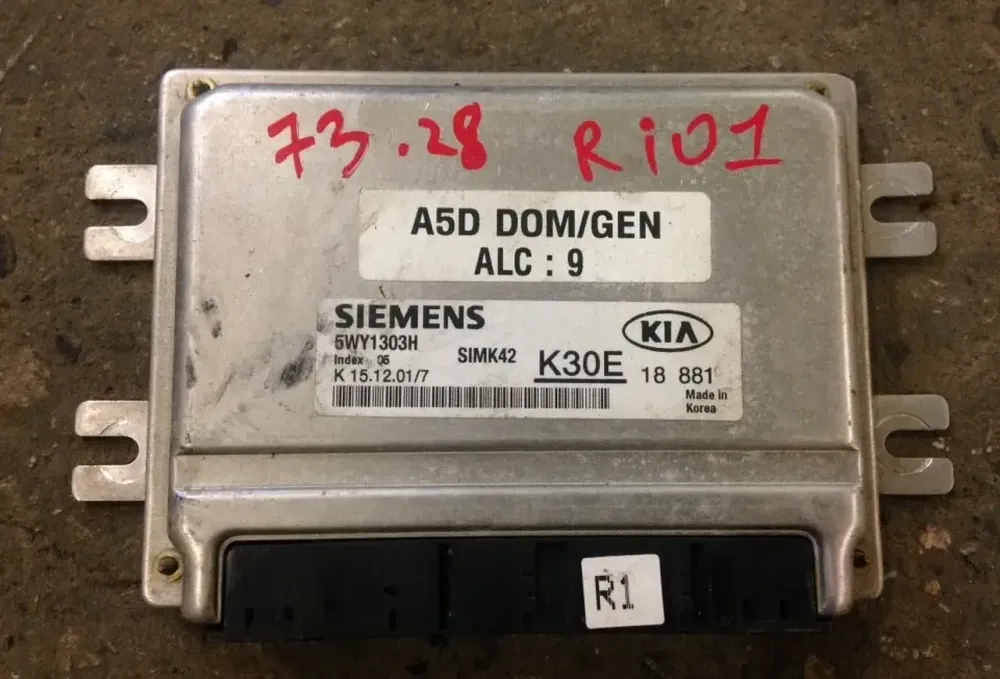 73.28 Rio1
A5D DOM/GEN
ALC : 9
SIEMENS
5WY1303H
Index 05
SIMK42
K30E
KIA
18 881
K 15.12.01/7
Made in
Korea
R1